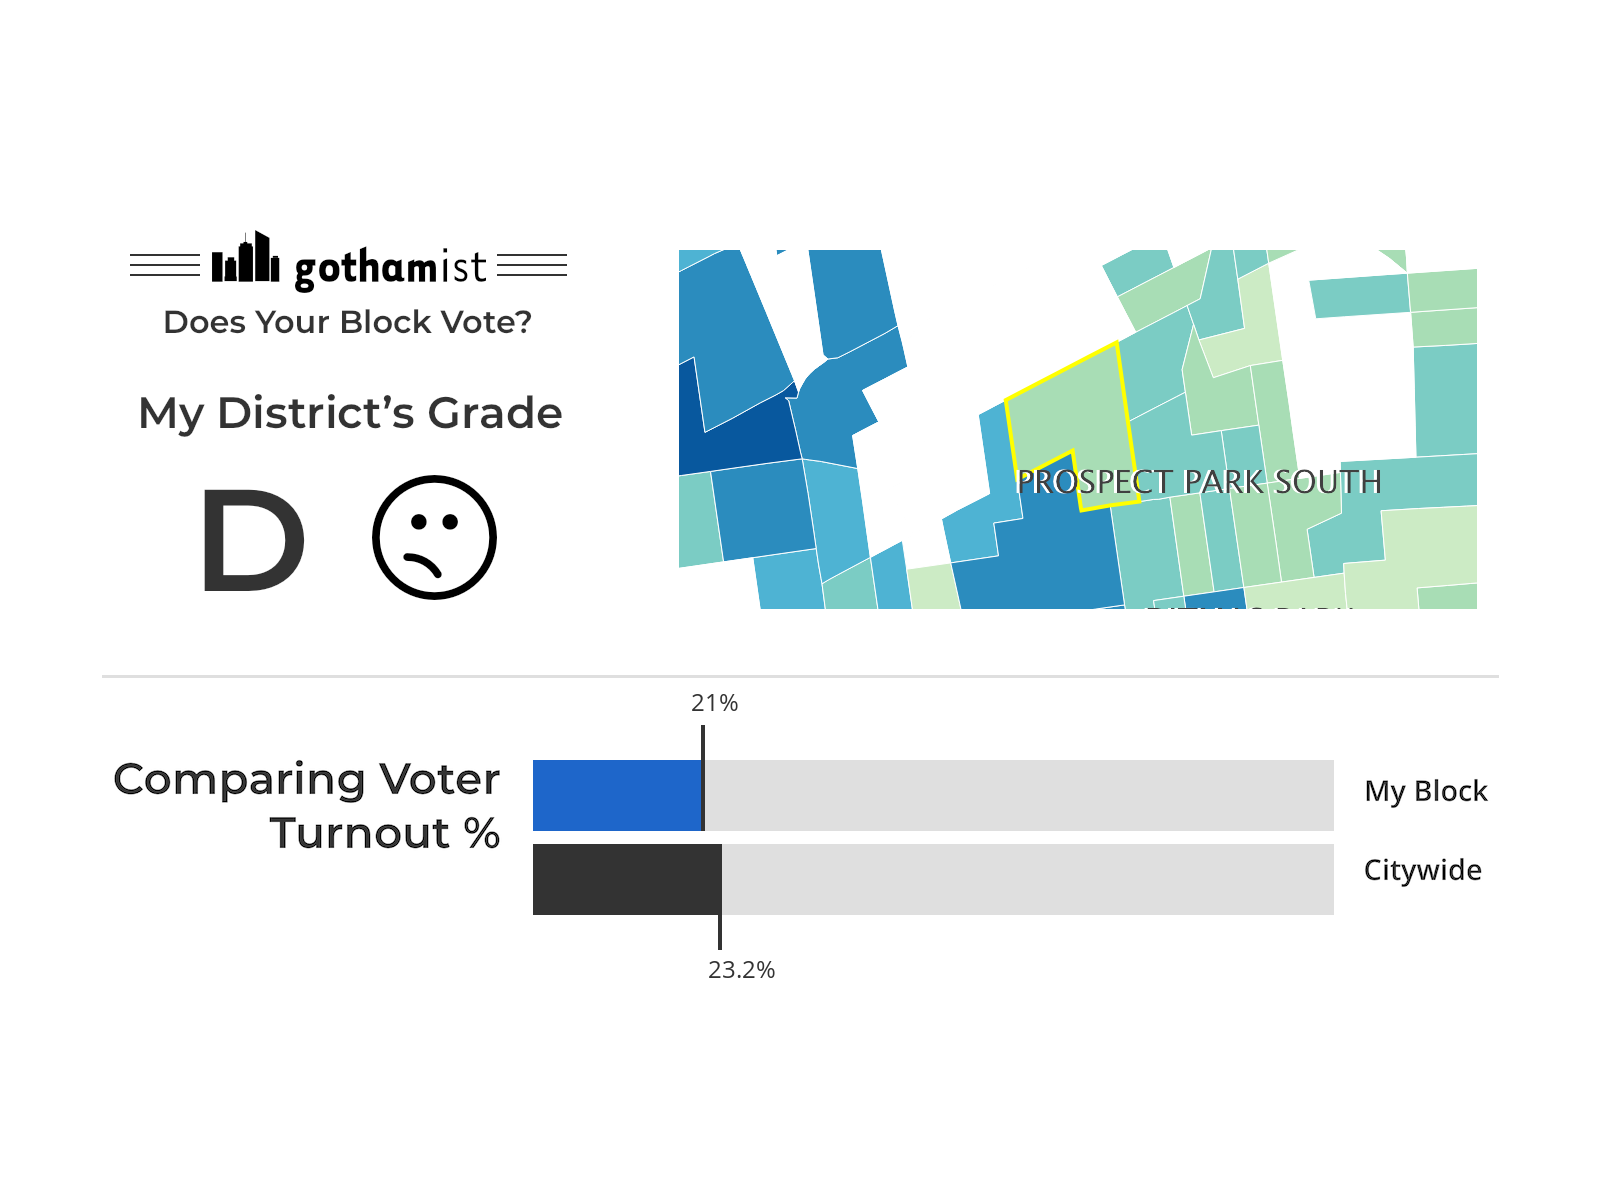 gothamist
Does Your Block Vote?
My District's Grade
D
PROSPECT PARK SOUTH
21%
Comparing Voter
Turnout %
My Block
Citywide
23.2%